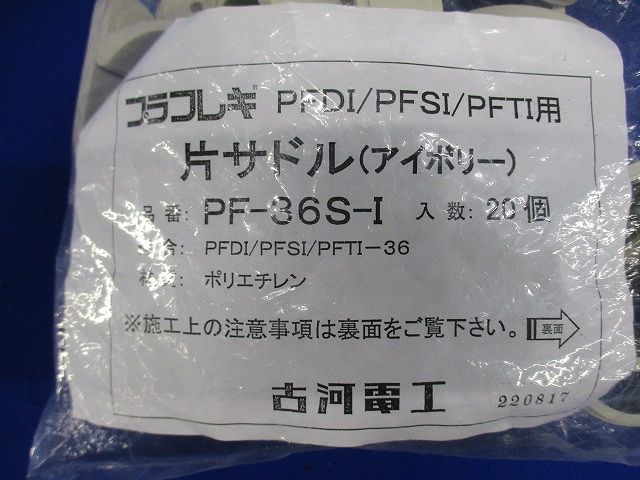 プラフレキ PFDI/PFSI/PFTI用
片サドル(アイボリー)
品番: PF-36S-I 入数: 20個
適合: PFDI/PFSI/PFTI-36
材質: ポリエチレン
※施工上の注意事項は裏面をご覧下さい。 裏面
古河電工 220817